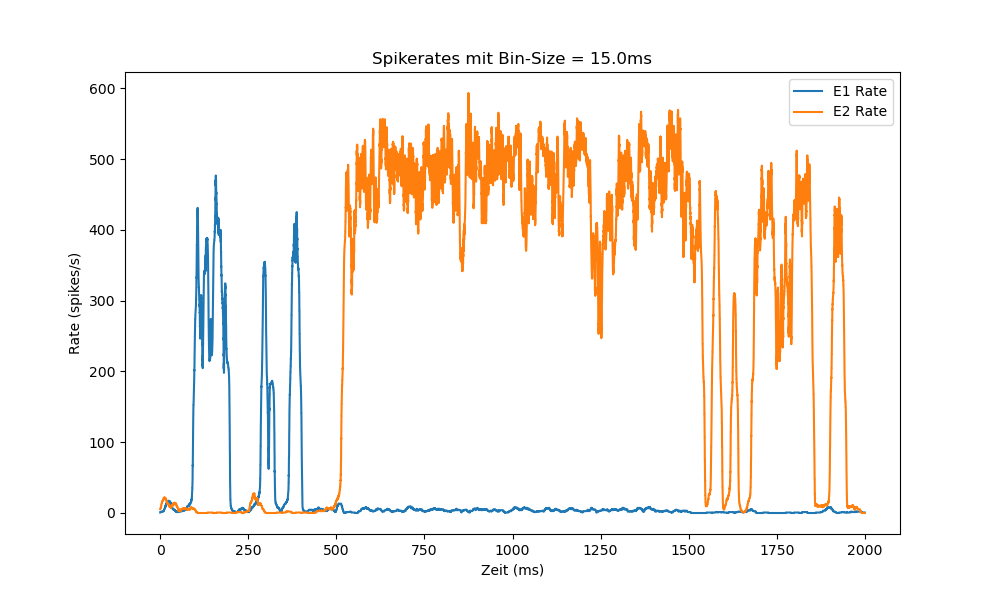 Spikerates mit Bin-Size = 15.0ms
E1 Rate
E2 Rate
600
500
400
300
200
100
0
Rate (spikes/s)
0 250 500 750 1000 1250 1500 1750 2000
Zeit (ms)